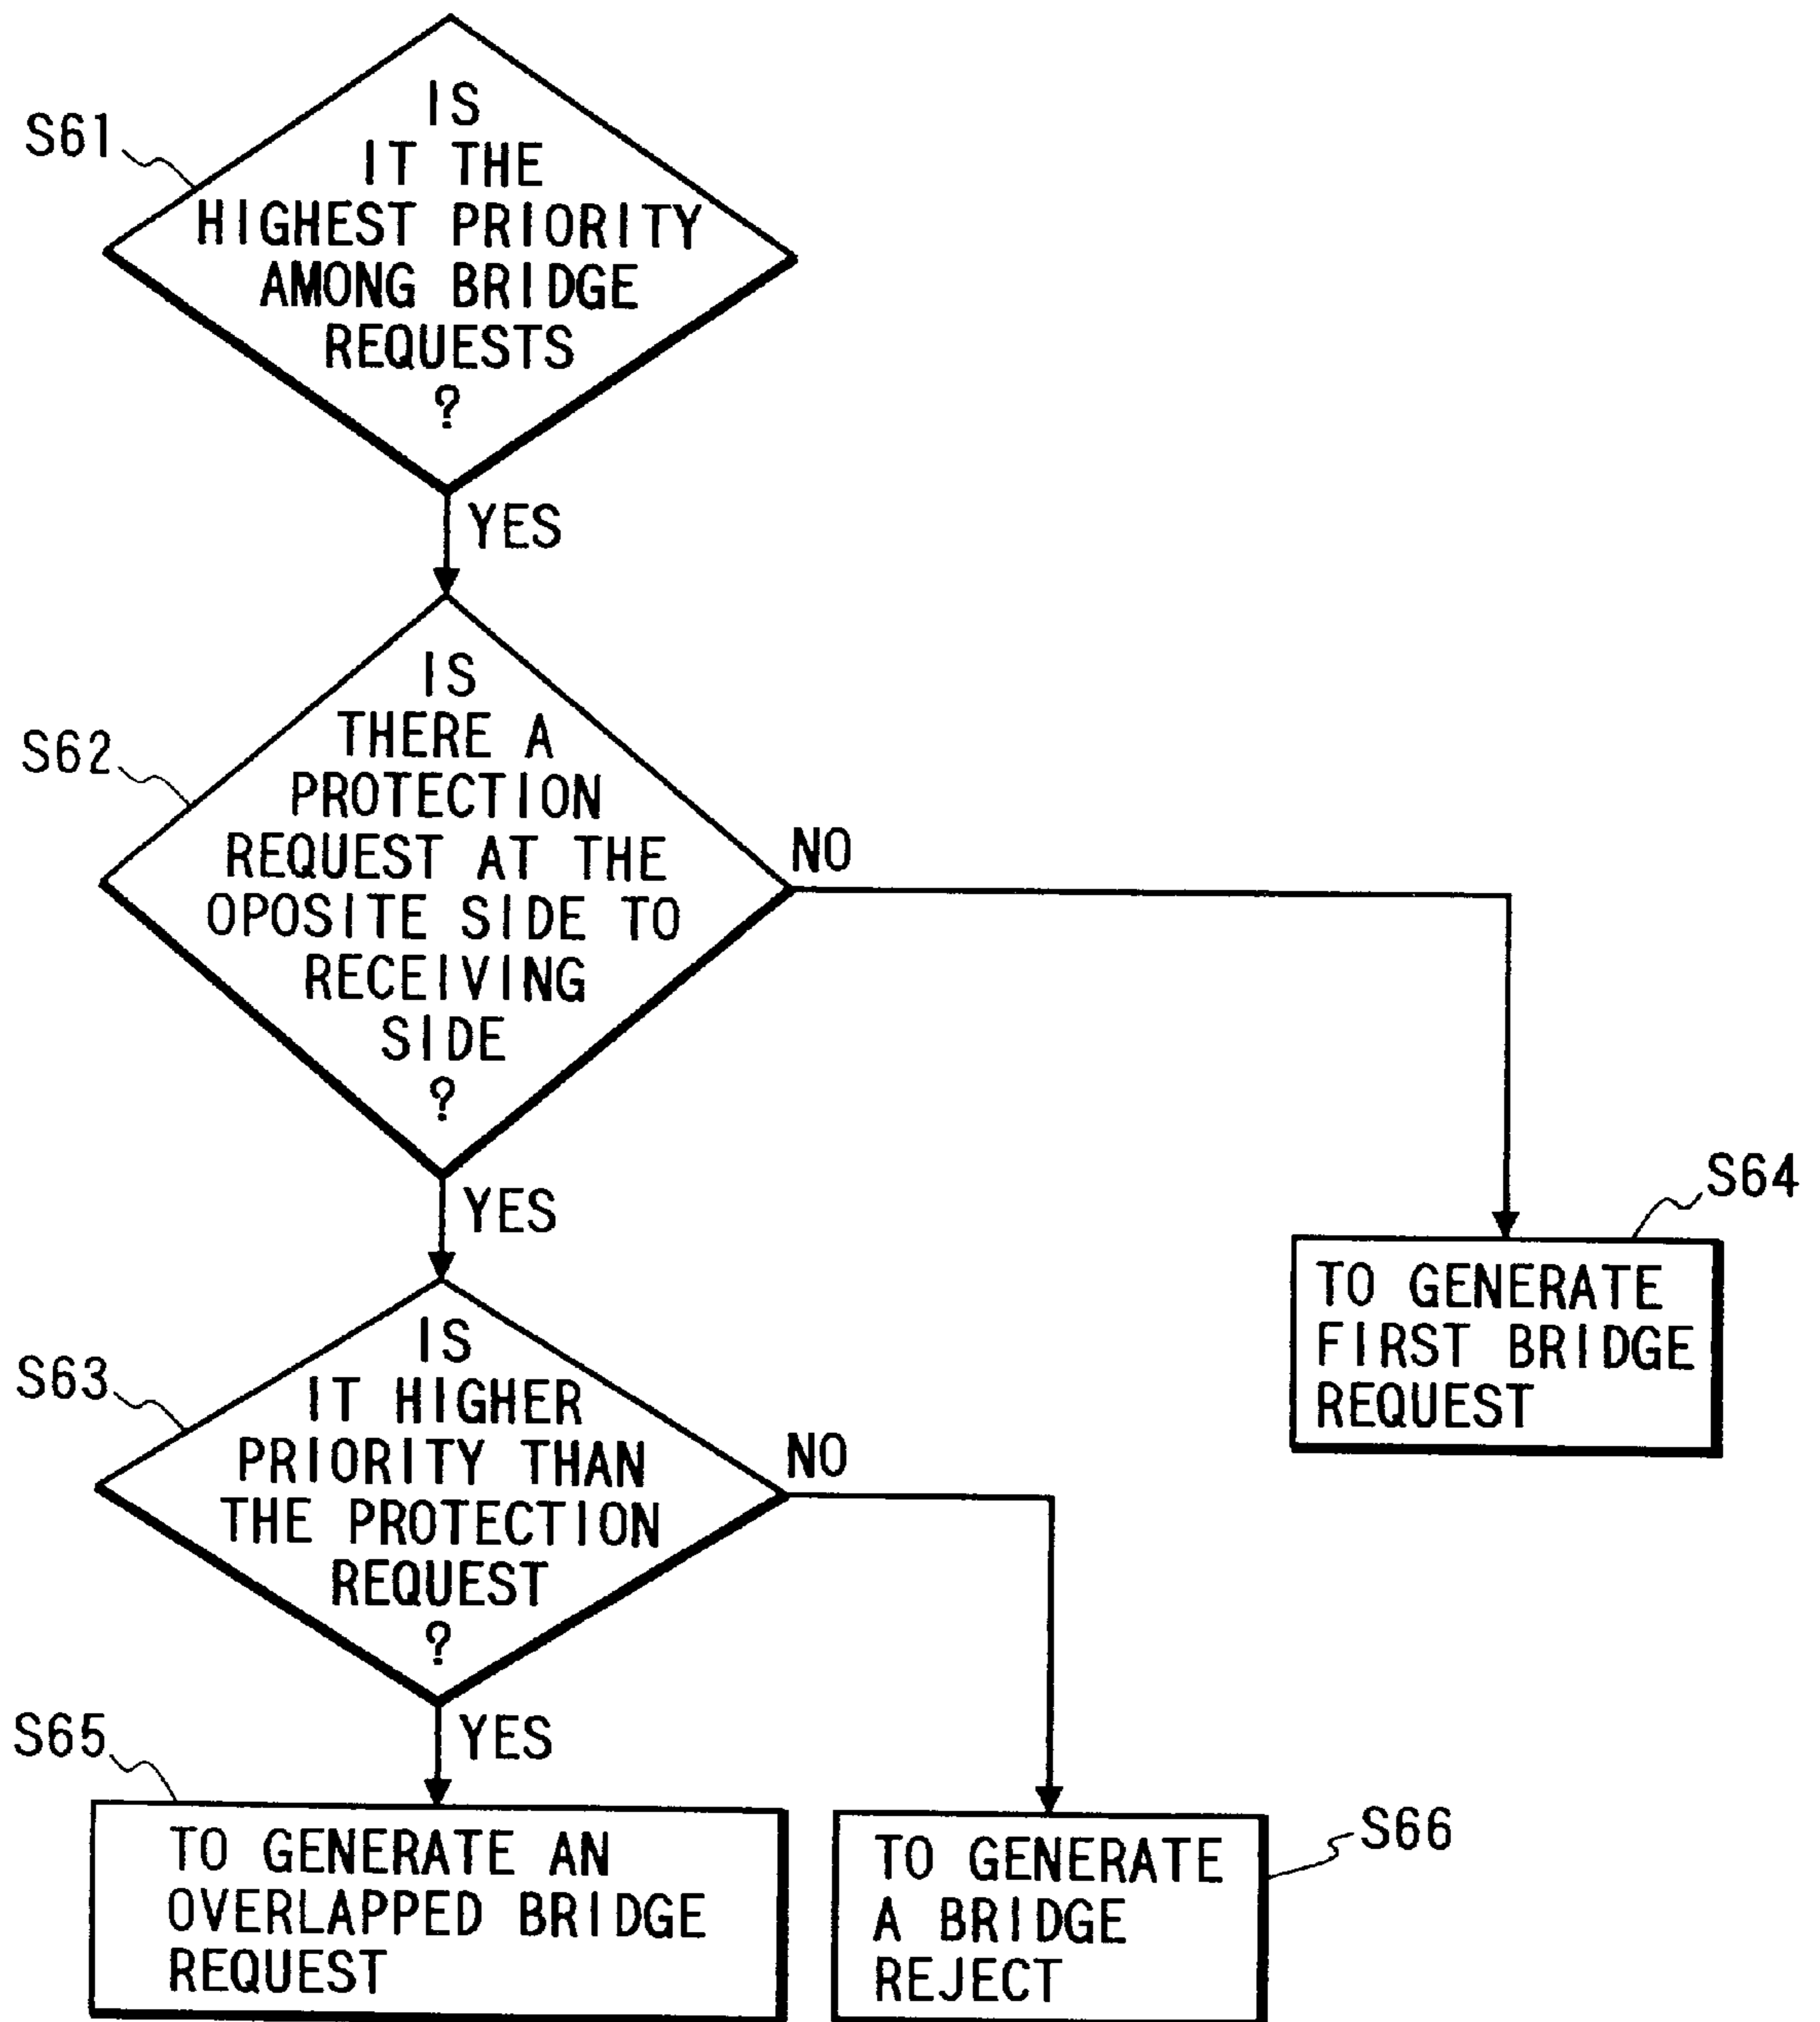 S61
IS
IT THE
HIGHEST PRIORITY
AMONG BRIDGE
REQUESTS
?
YES
S62
IS
THERE A
PROTECTION
REQUEST AT THE
OPOSITE SIDE TO
RECEIVING
SIDE
?
NO
YES
S64
TO GENERATE
FIRST BRIDGE
REQUEST
S63
IS
IT HIGHER
PRIORITY THAN
THE PROTECTION
REQUEST
?
NO
YES
S65
TO GENERATE AN
OVERLAPPED BRIDGE
REQUEST
S66
TO GENERATE
A BRIDGE
REJECT